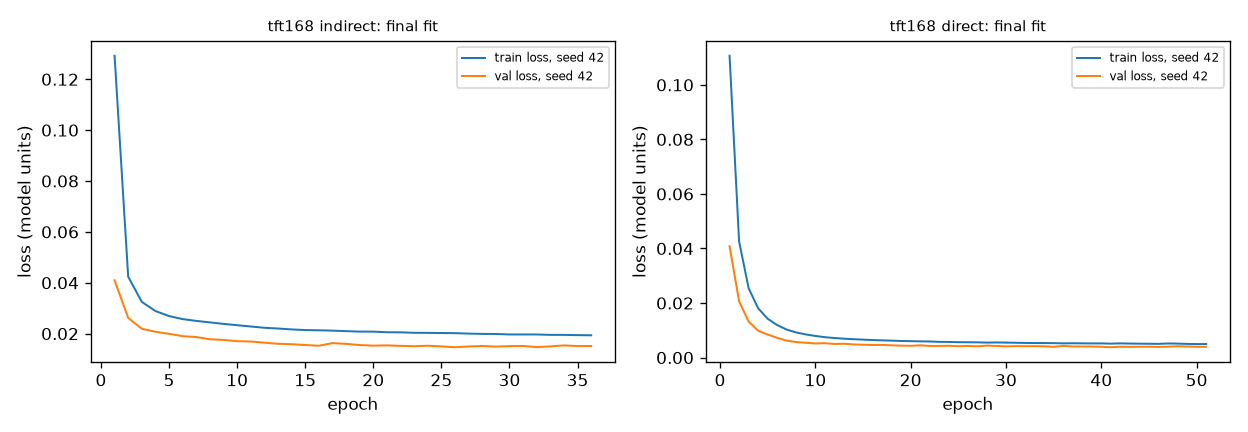 tft168 indirect: final fit
train loss, seed 42
val loss, seed 42
loss (model units)
0.12
0.10
0.08
0.06
0.04
0.02
0
5
10
15
20
25
30
35
epoch
tft168 direct: final fit
train loss, seed 42
val loss, seed 42
loss (model units)
0.10
0.08
0.06
0.04
0.02
0.00
0
10
20
30
40
50
epoch